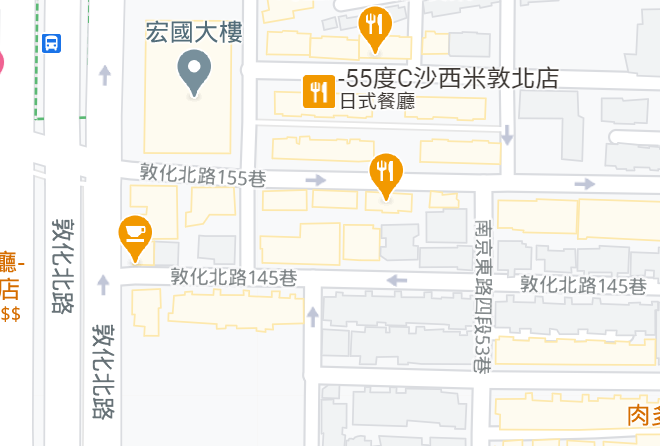 宏國大樓
-55度C沙西米敦北店
日式餐廳
敦化北路155巷
敦化北路
廳-
店
$$
敦化北路145巷
敦化北路145巷
南京東路四段53巷
敦化北路
肉多